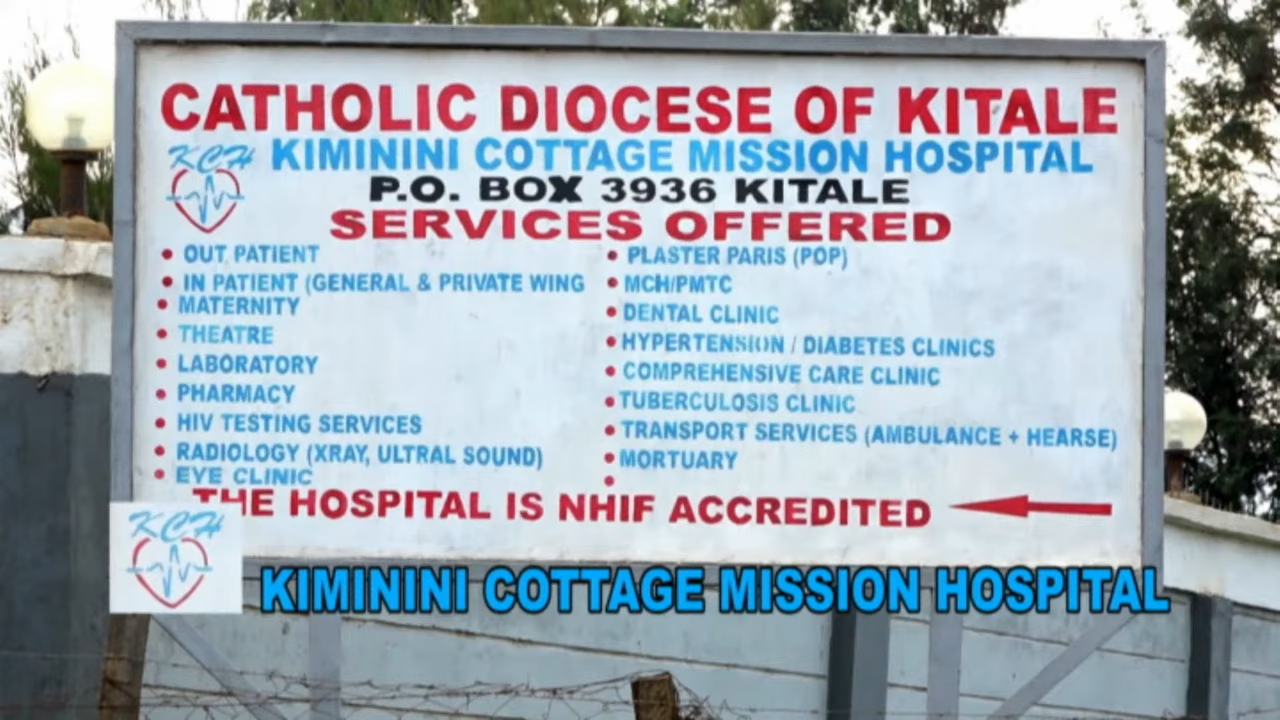 CATHOLIC DIOCESE OF KITALE
KCH
KIMININI COTTAGE MISSION HOSPITAL
P.O. BOX 3936 KITALE
SERVICES OFFERED
• OUT PATIENT
• IN PATIENT (GENERAL & PRIVATE WING
• MATERNITY
• THEATRE
• LABORATORY
• PHARMACY
• HIV TESTING SERVICES
• RADIOLOGY (XRAY, ULTRAL SOUND)
• EYE CLINIC
• PLASTER PARIS (POP)
• MCH/PMTC
• DENTAL CLINIC
• HYPERTENSION / DIABETES CLINICS
• COMPREHENSIVE CARE CLINIC
• TUBERCULOSIS CLINIC
• TRANSPORT SERVICES (AMBULANCE + HEARSE)
• MORTUARY
•
THE HOSPITAL IS NHIF ACCREDITED
KCH
KIMININI COTTAGE MISSION HOSPITAL